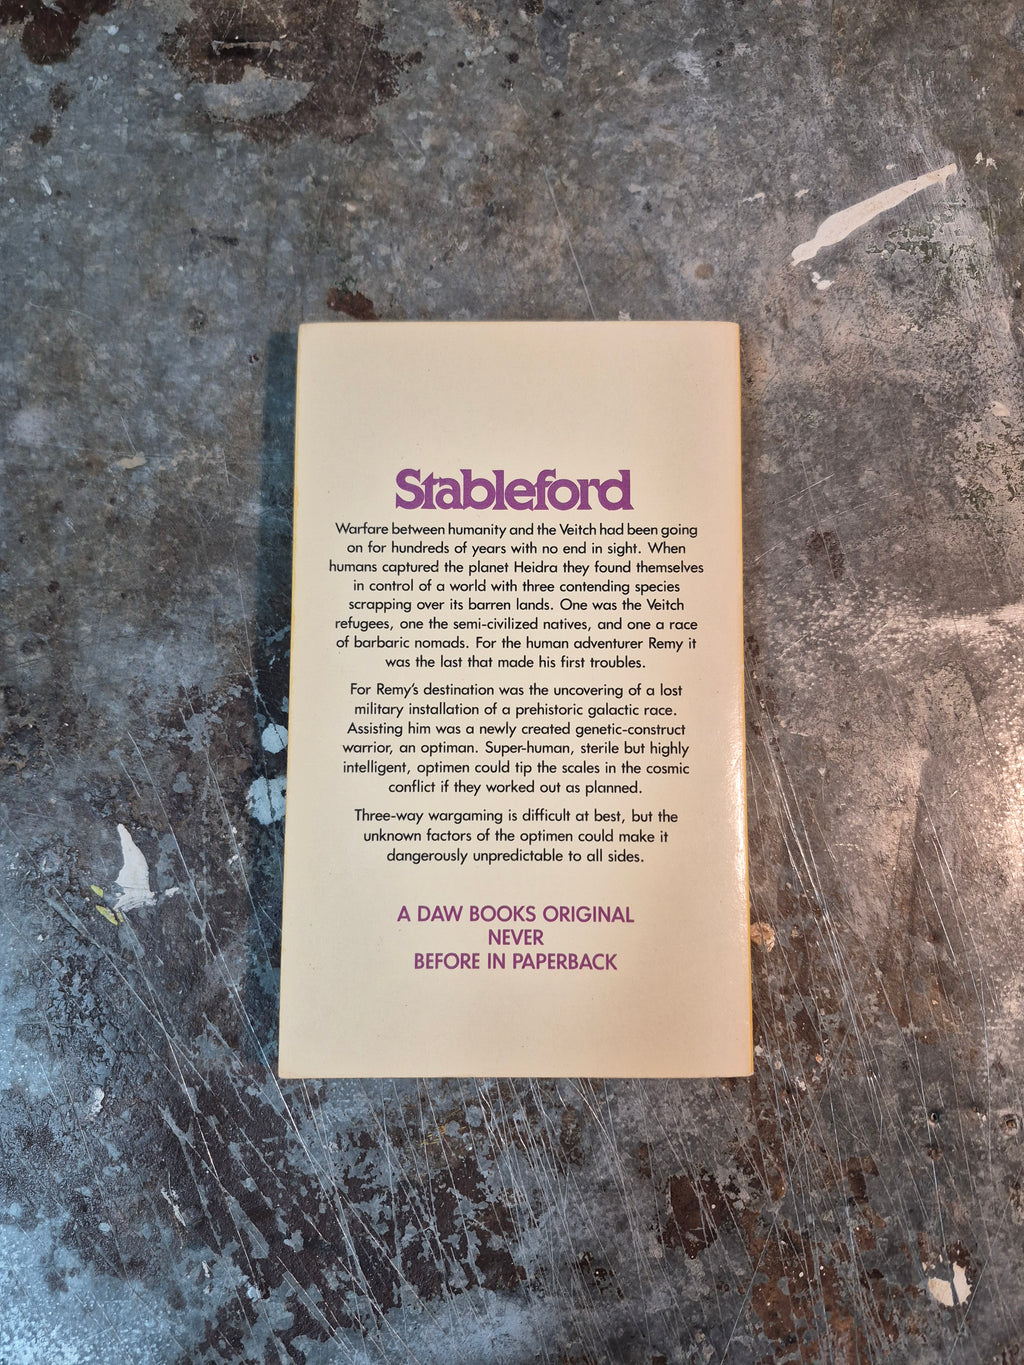 Stableford
Warfare between humanity and the Veitch had been going
on for hundreds of years with no end in sight. When
humans captured the planet Heidra they found themselves
in control of a world with three contending species
scrapping over its barren lands. One was the Veitch
refugees, one the semi-civilized natives, and one a race
of barbaric nomads. For the human adventurer Remy it
was the last that made his first troubles.
For Remy's destination was the uncovering of a lost
military installation of a prehistoric galactic race.
Assisting him was a newly created genetic-construct
warrior, an optiman. Super-human, sterile but highly
intelligent, optimen could tip the scales in the cosmic
conflict if they worked out as planned.
Three-way wargaming is difficult at best, but the
unknown factors of the optimen could make it
dangerously unpredictable to all sides.
A DAW BOOKS ORIGINAL
NEVER
BEFORE IN PAPERBACK